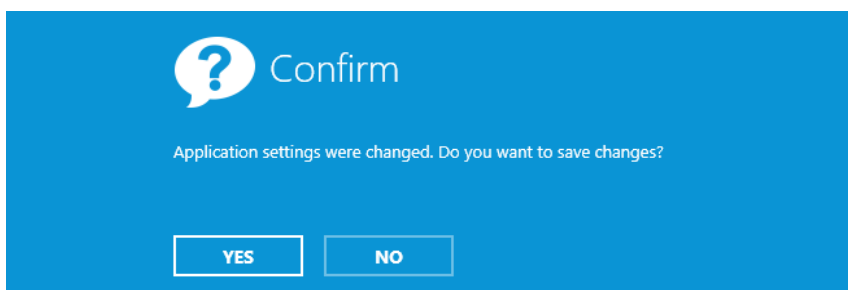 Confirm
Application settings were changed. Do you want to save changes?
YES NO